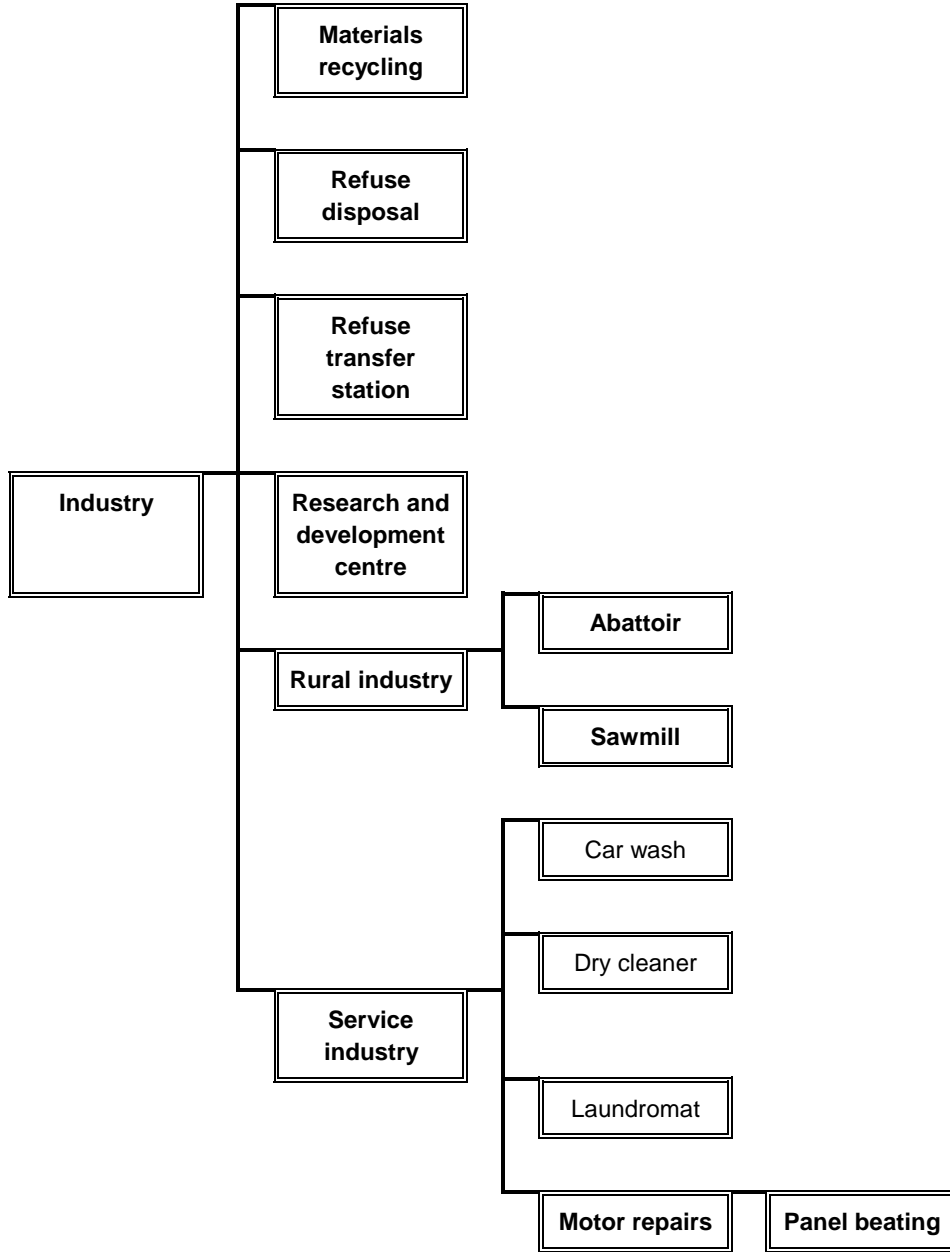 Materials
recycling
Refuse
disposal
Refuse
transfer
station
Industry
Research and
development
centre
Abattoir
Rural industry
Sawmill
Car wash
Dry cleaner
Service
industry
Laundromat
Motor repairs
Panel beating